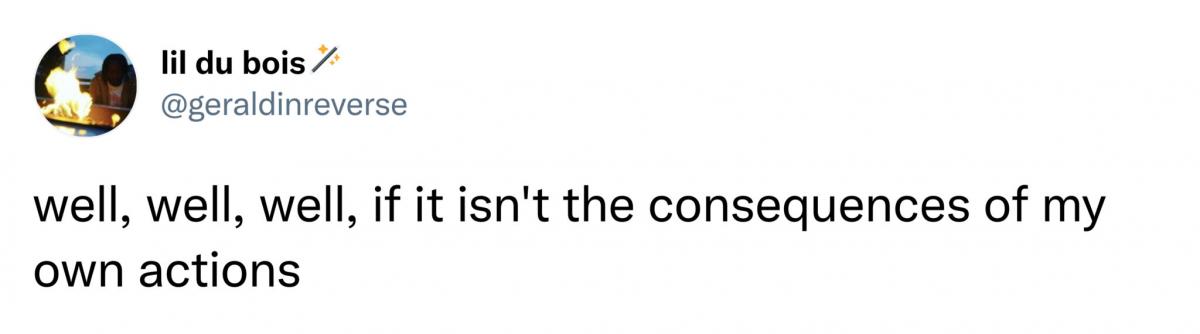 lil du bois🪄
@geraldinreverse
well, well, well, if it isn't the consequences of my
own actions